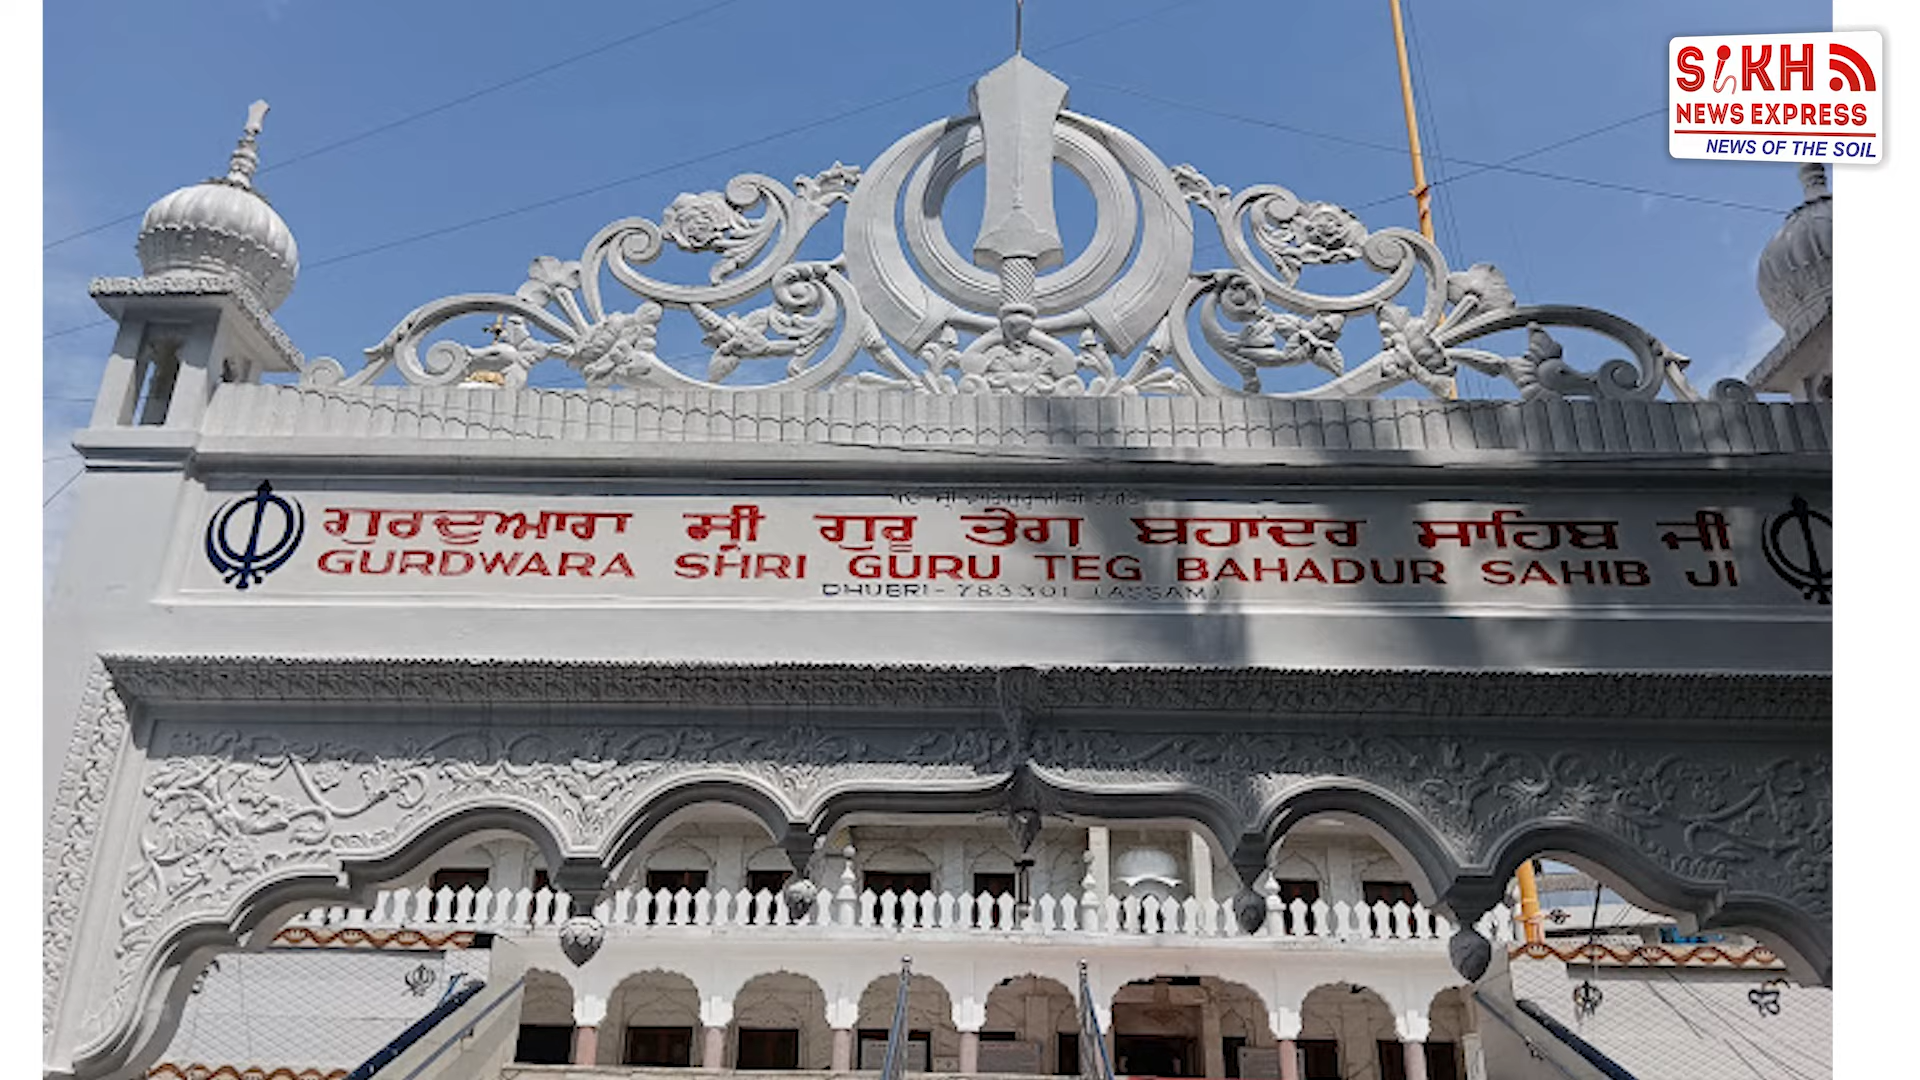 SIKH
NEWS EXPRESS
NEWS OF THE SOIL
ਗੁਰਦੁਆਰਾ ਸ੍ਰੀ ਗੁਰੂ ਤੇਗ ਬਹਾਦਰ ਸਾਹਿਬ ਜੀ
GURDWARA SHRI GURU TEG BAHADUR SAHIB JI
DHUBRI-783301 (ASSAM)
ੴ